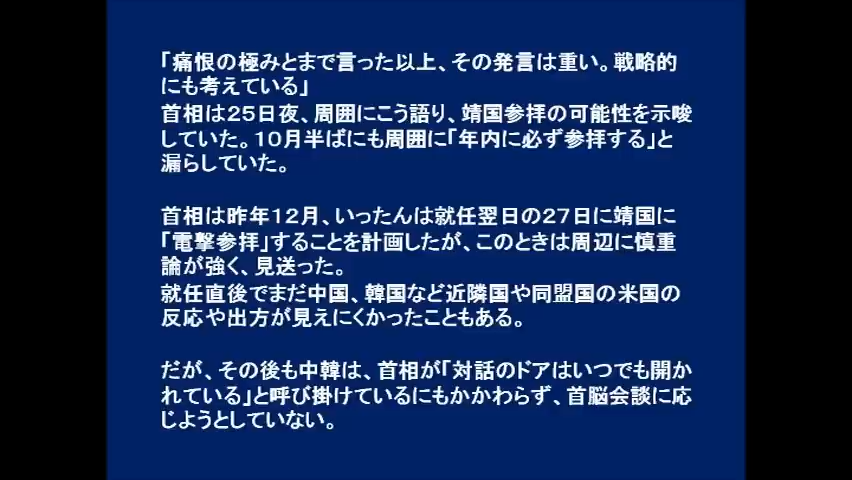 「痛恨の極みとまで言った以上、その発言は重い。戦略的
にも考えている」
首相は２５日夜、周囲にこう語り、靖国参拝の可能性を示唆
していた。１０月半ばにも周囲に「年内に必ず参拝する」と
漏らしていた。
首相は昨年１２月、いったんは就任翌日の２７日に靖国に
「電撃参拝」することを計画したが、このときは周辺に慎重
論が強く、見送った。
就任直後でまだ中国、韓国など近隣国や同盟国の米国の
反応や出方が見えにくかったこともある。
だが、その後も中韓は、首相が「対話のドアはいつでも開か
れている」と呼び掛けているにもかかわらず、首脳会談に応
じようとしていない。